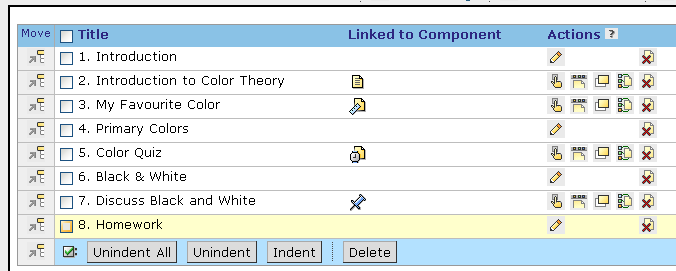 Move Title Linked to Component Actions ?
1. Introduction
2. Introduction to Color Theory
3. My Favourite Color
4. Primary Colors
5. Color Quiz
6. Black & White
7. Discuss Black and White
8. Homework
Unindent All Unindent Indent Delete